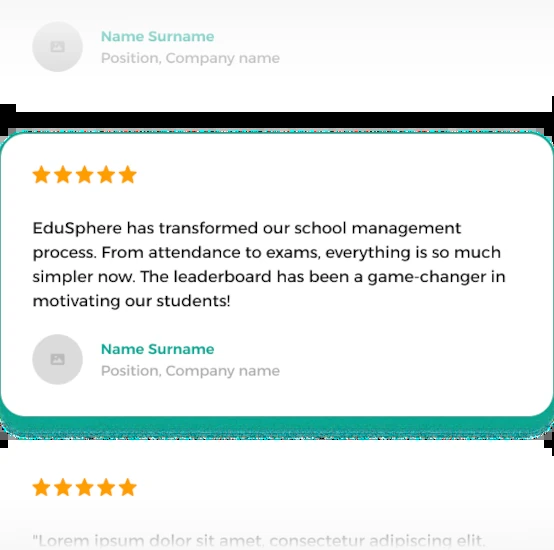 Name Surname
Position, Company name
EduSphere has transformed our school management
process. From attendance to exams, everything is so much
simpler now. The leaderboard has been a game-changer in
motivating our students!
Name Surname
Position, Company name
"Lorem ipsum dolor sit amet, consectetur adipiscing elit.